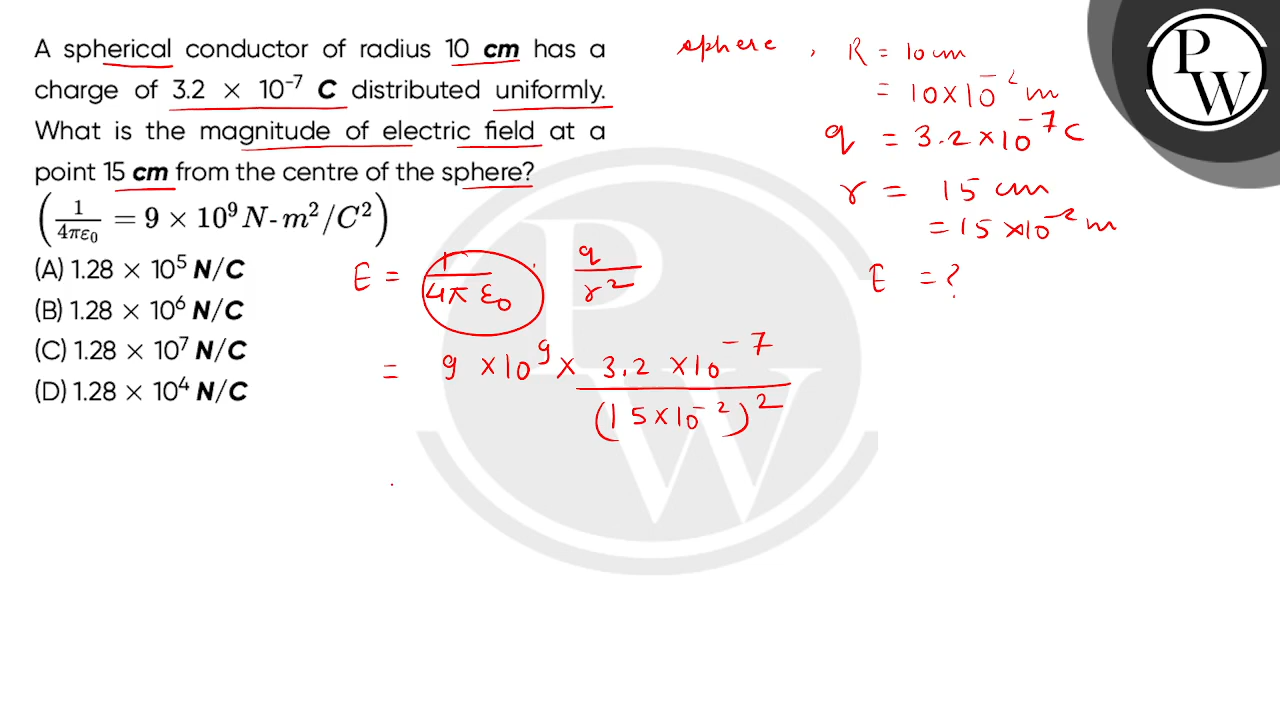 A spherical conductor of radius 10 cm has a
charge of 3.2 × 10⁻⁷ C distributed uniformly.
What is the magnitude of electric field at a
point 15 cm from the centre of the sphere?
(1/4πε₀ = 9 × 10⁹ N-m²/C²)
(A) 1.28 × 10⁵ N/C
(B) 1.28 × 10⁶ N/C
(C) 1.28 × 10⁷ N/C
(D) 1.28 × 10⁴ N/C
sphere, R = 10 cm
= 10×10⁻² m
q = 3.2×10⁻⁷ C
r = 15 cm
= 15 ×10⁻² m
E = ?
E = 1/4π ε₀ · q/r²
= 9 ×10⁹ × 3.2 ×10⁻⁷/(15×10⁻²)²
P
W
P
W